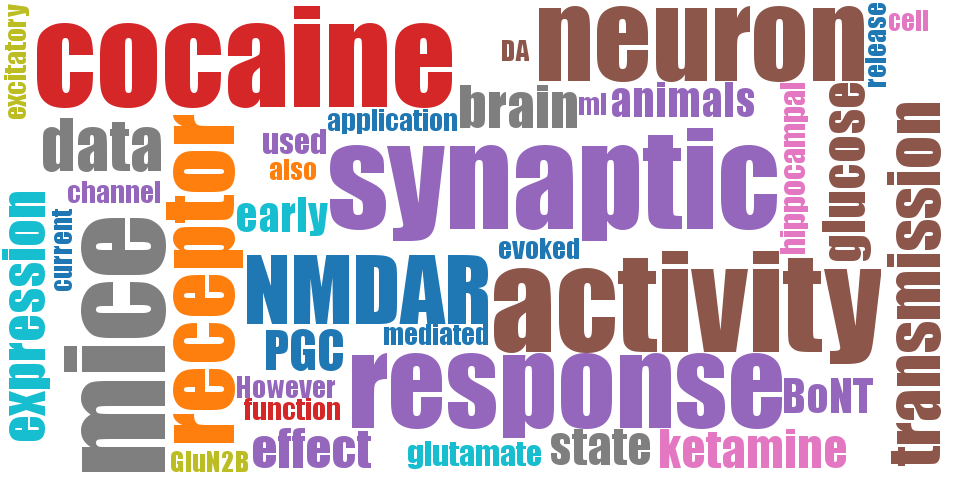 excitatory
cocaine
DA
neuron
release
cell
application
brain
ml
animals
data
used
also
synaptic
hippocampal
glucose
transmission
channel
receptor
early
expression
current
mice
evoked
NMDAR
activity
mediated
PGC
response
However
function
BoNT
GluN2B
effect
glutamate
state
ketamine